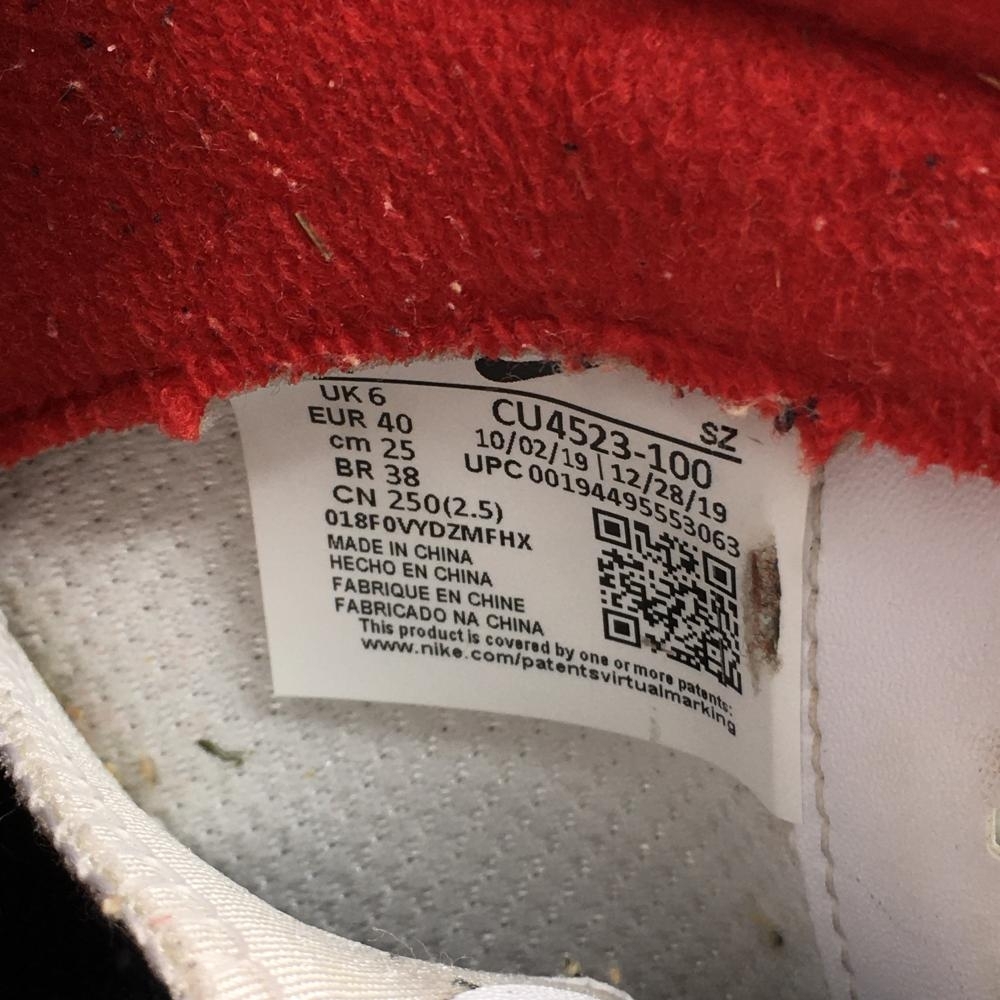 UK 6
EUR 40
cm 25
BR 38
CN 250(2.5)
018F0VYDZMFHX
MADE IN CHINA
HECHO EN CHINA
FABRIQUE EN CHINE
FABRICADO NA CHINA
This product is covered by one or more patents:
www.nike.com/patentsvirtualmarking
SZ
CU4523-100
10/02/19 | 12/28/19
UPC 00194495553063